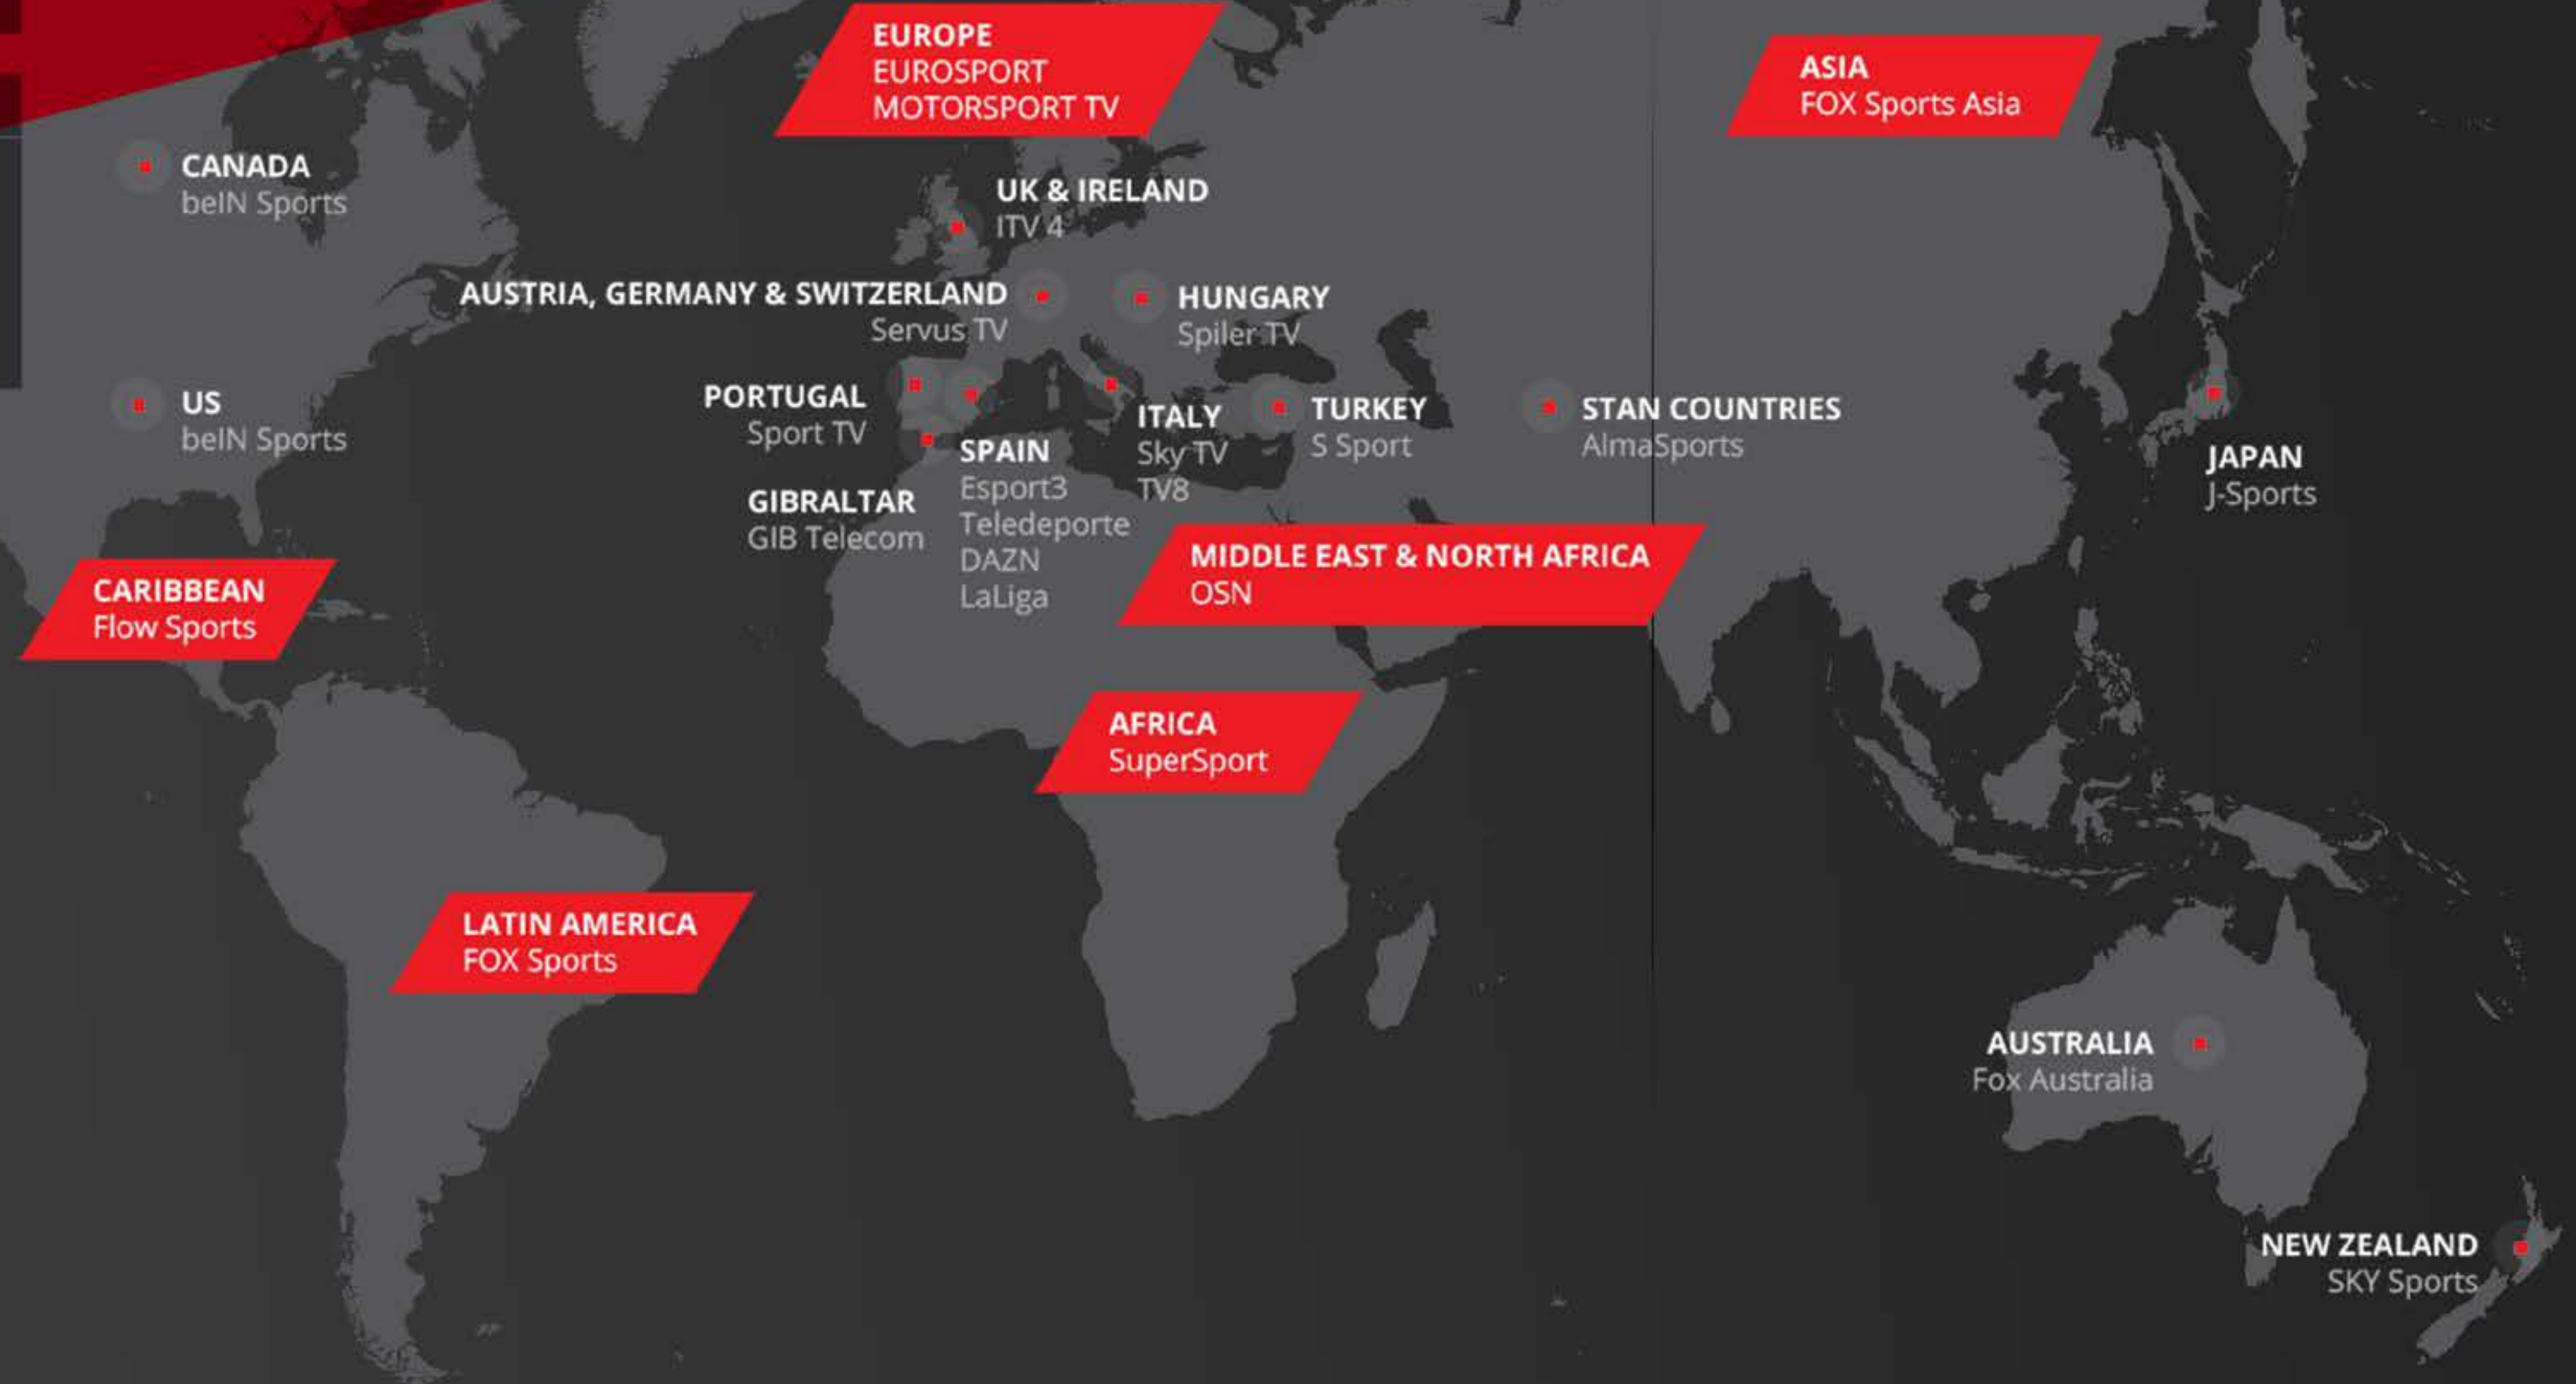 EUROPE
EUROSPORT
MOTORSPORT TV
ASIA
FOX Sports Asia
CANADA
beIN Sports
UK & IRELAND
ITV 4
AUSTRIA, GERMANY & SWITZERLAND
Servus TV
HUNGARY
Spiler TV
US
beIN Sports
PORTUGAL
Sport TV
GIBRALTAR
GIB Telecom
SPAIN
Esport3
Teledeporte
DAZN
LaLiga
ITALY
Sky TV
TV8
TURKEY
S Sport
STAN COUNTRIES
AlmaSports
JAPAN
J-Sports
CARIBBEAN
Flow Sports
MIDDLE EAST & NORTH AFRICA
OSN
AFRICA
SuperSport
LATIN AMERICA
FOX Sports
AUSTRALIA
Fox Australia
NEW ZEALAND
SKY Sports